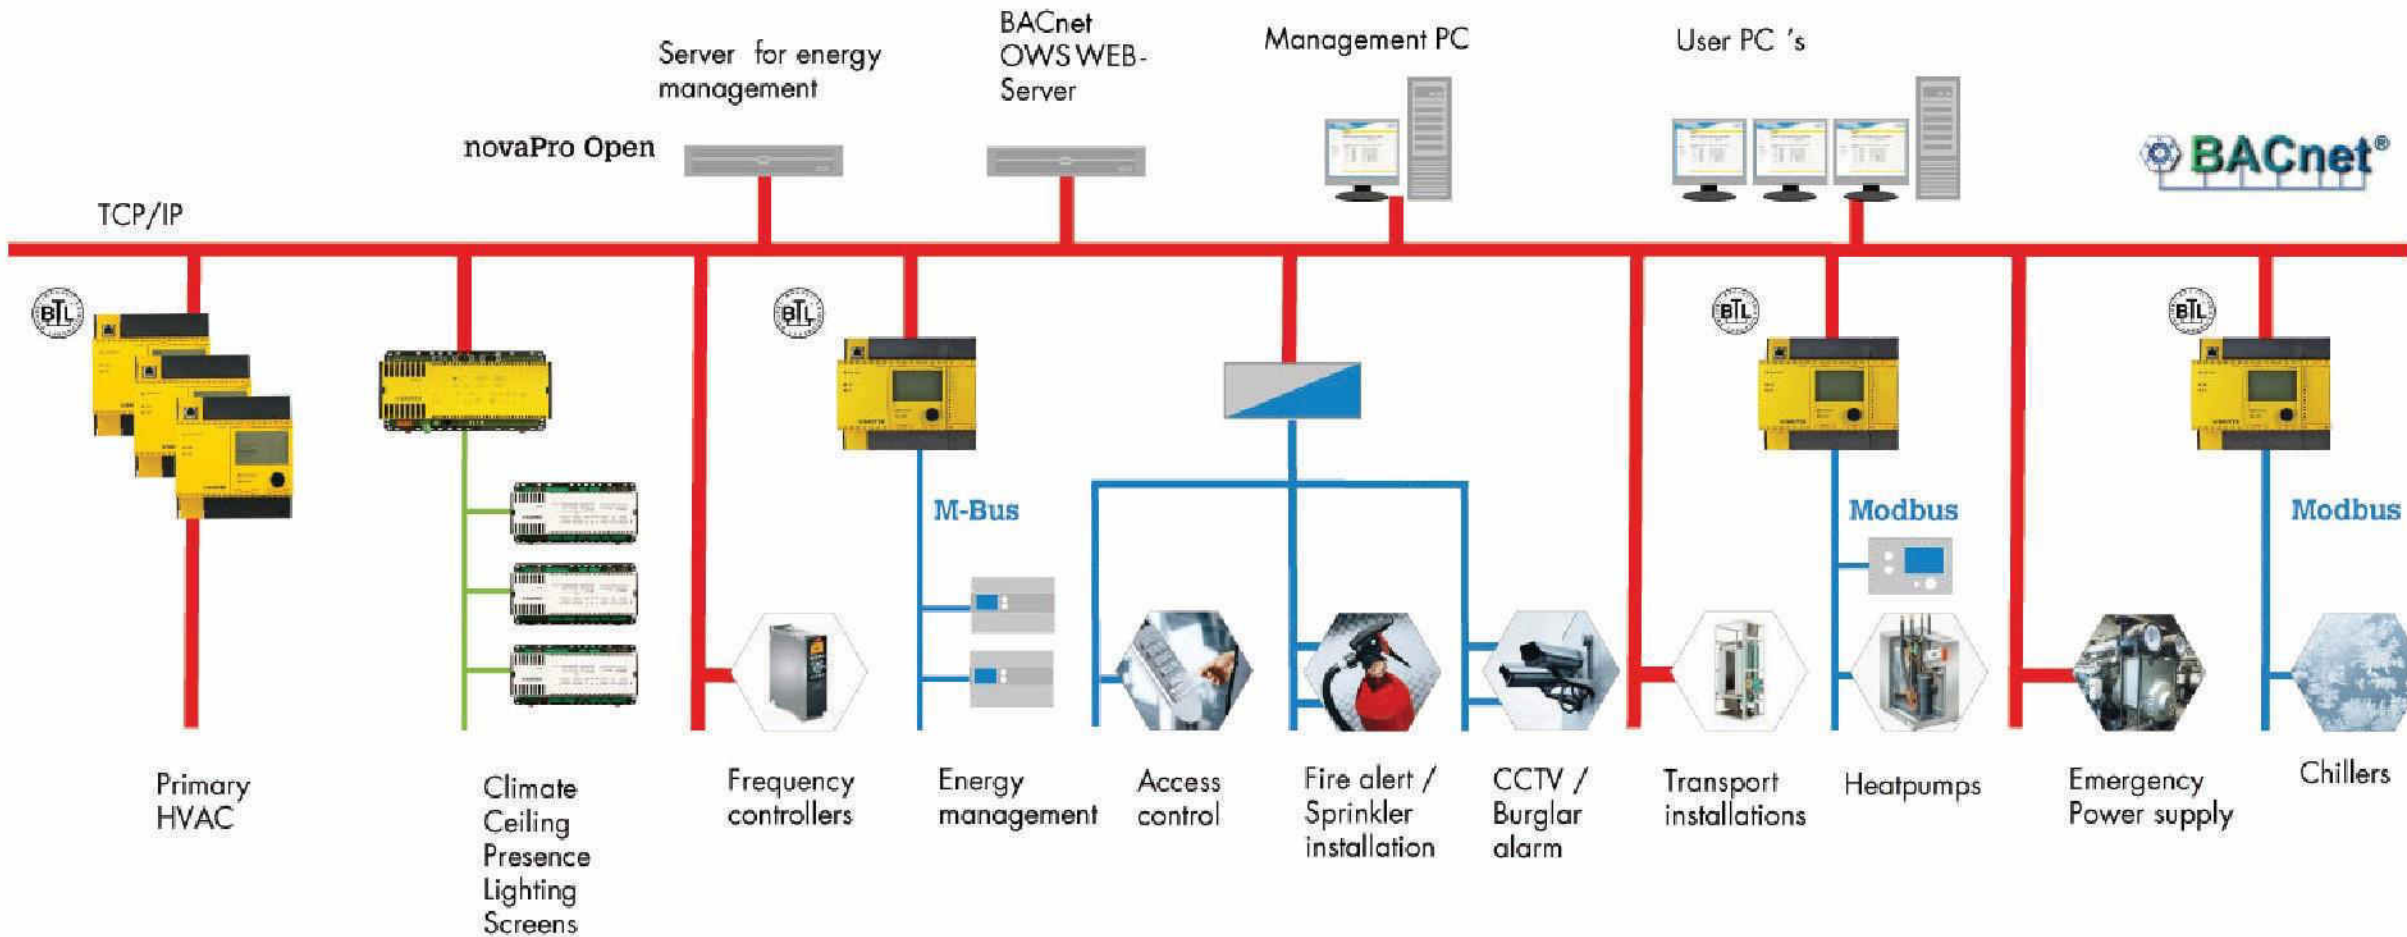 Server for energy
management
BACnet
OWS WEB-
Server
Management PC
User PC 's
novaPro Open
BACnet®
TCP/IP
BTL
BTL
BTL
BTL
M-Bus
Modbus
Modbus
Primary
HVAC
Climate
Ceiling
Presence
Lighting
Screens
Frequency
controllers
Energy
management
Access
control
Fire alert /
Sprinkler
installation
CCTV /
Burglar
alarm
Transport
installations
Heatpumps
Emergency
Power supply
Chillers